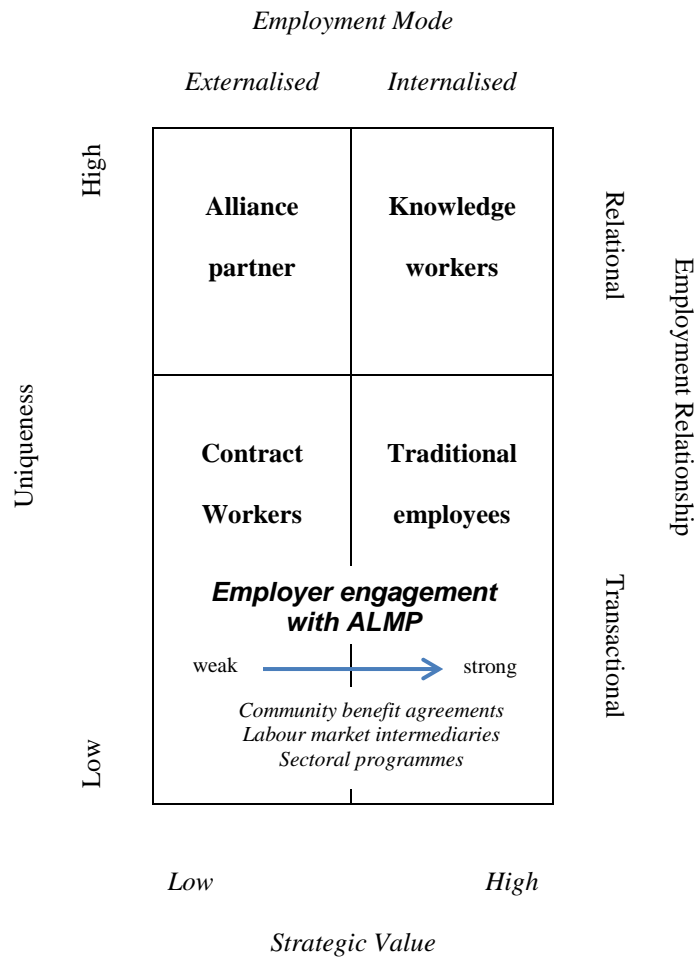 Employment Mode
Externalised Internalised
High
Alliance Knowledge
partner workers
Relational
Employment Relationship
Uniqueness
Contract Traditional
Workers employees
Employer engagement
with ALMP
weak strong
Transactional
Community benefit agreements
Labour market intermediaries
Sectoral programmes
Low
Low High
Strategic Value